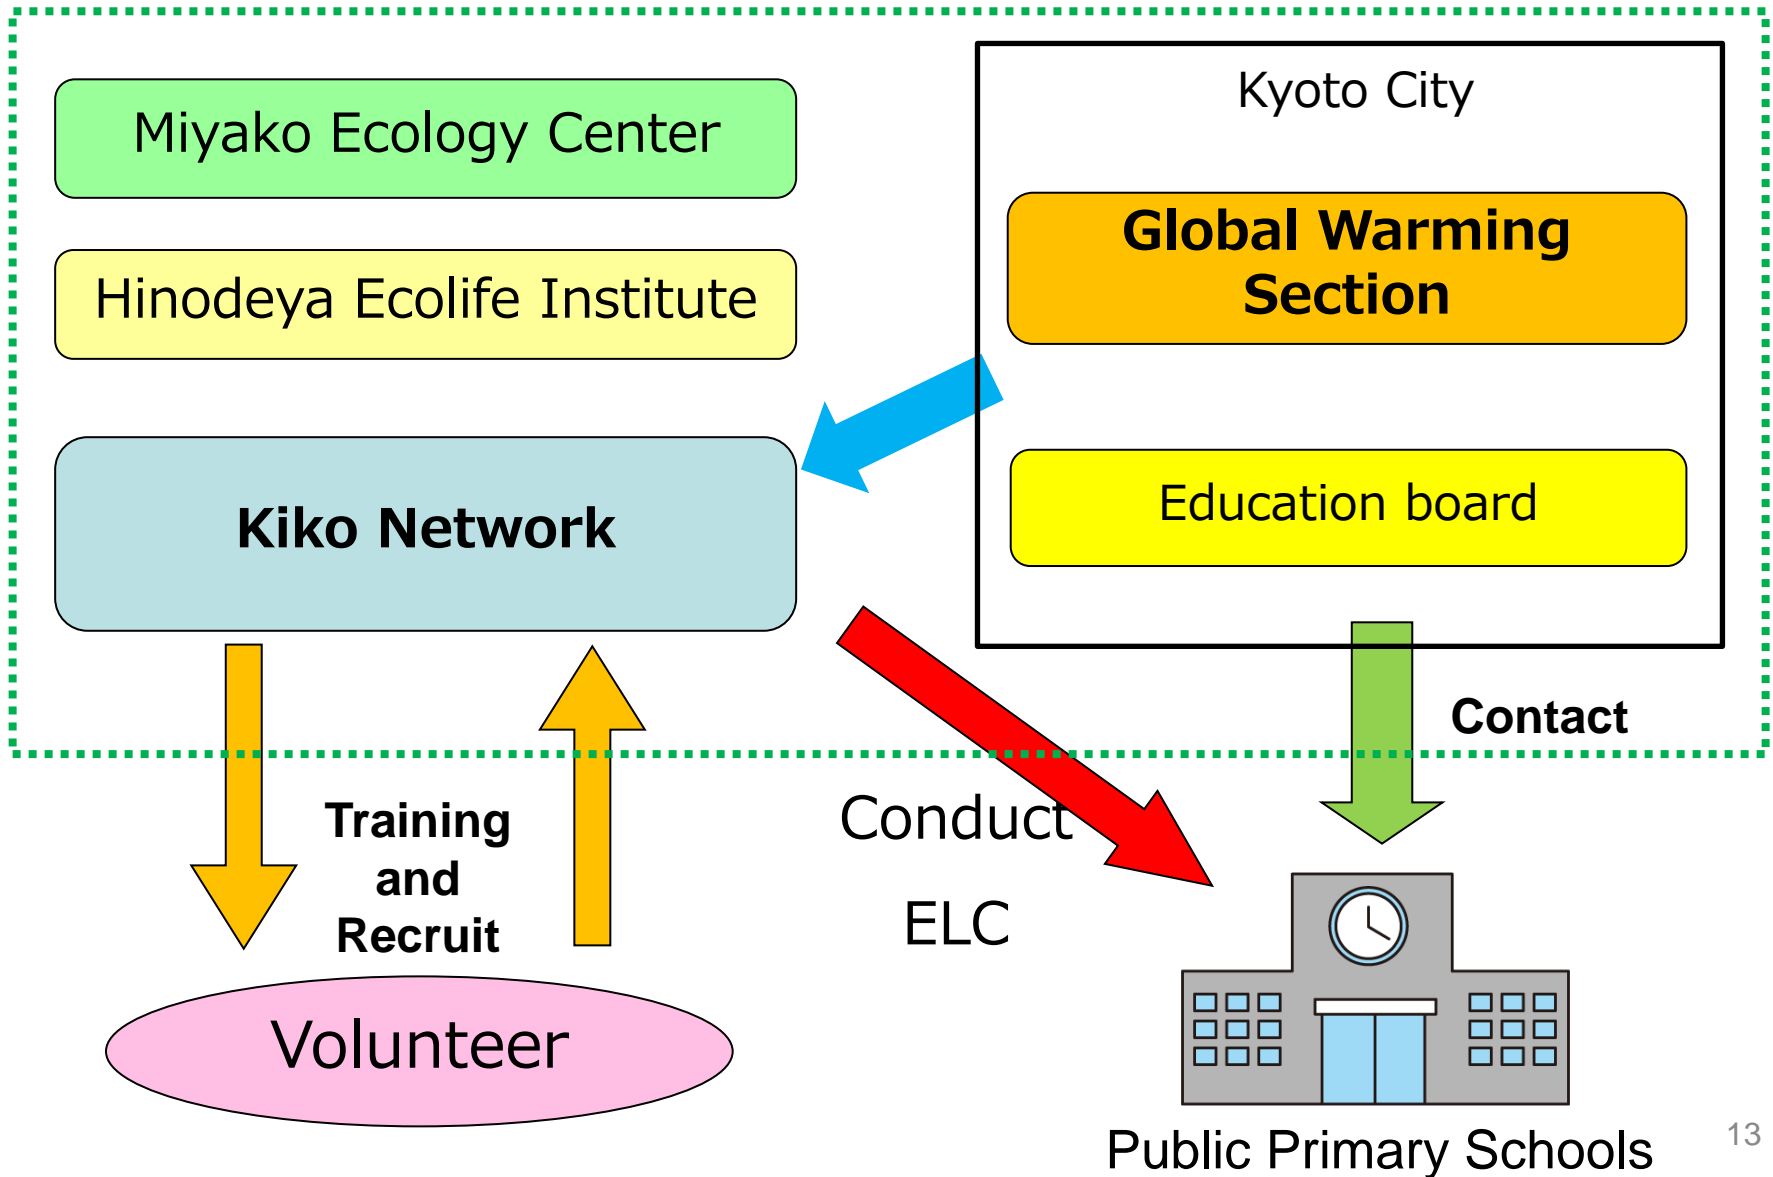 Miyako Ecology Center
Hinodeya Ecolife Institute
Kiko Network
Kyoto City
Global Warming
Section
Education board
Contact
Training
and
Recruit
Conduct
ELC
Volunteer
Public Primary Schools
13